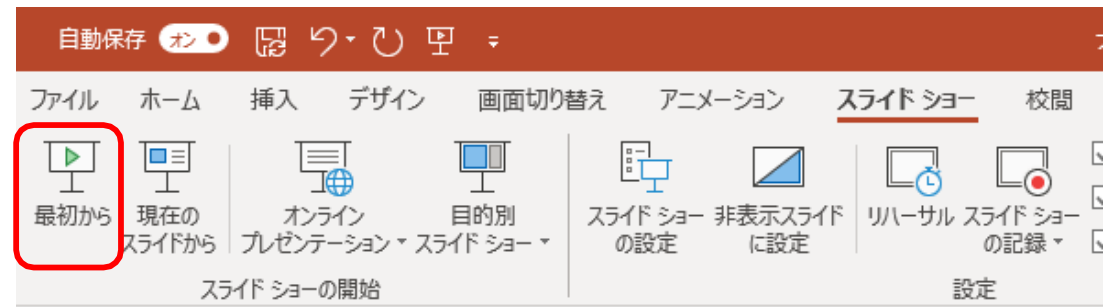 自動保存 オン
ファイル ホーム 挿入 デザイン 画面切り替え アニメーション スライド ショー 校閲
最初から 現在の オンライン 目的別 スライド ショー 非表示スライド リハーサル スライド ショー
スライドから プレゼンテーション スライド ショー の設定 に設定 の記録
スライド ショーの開始 設定